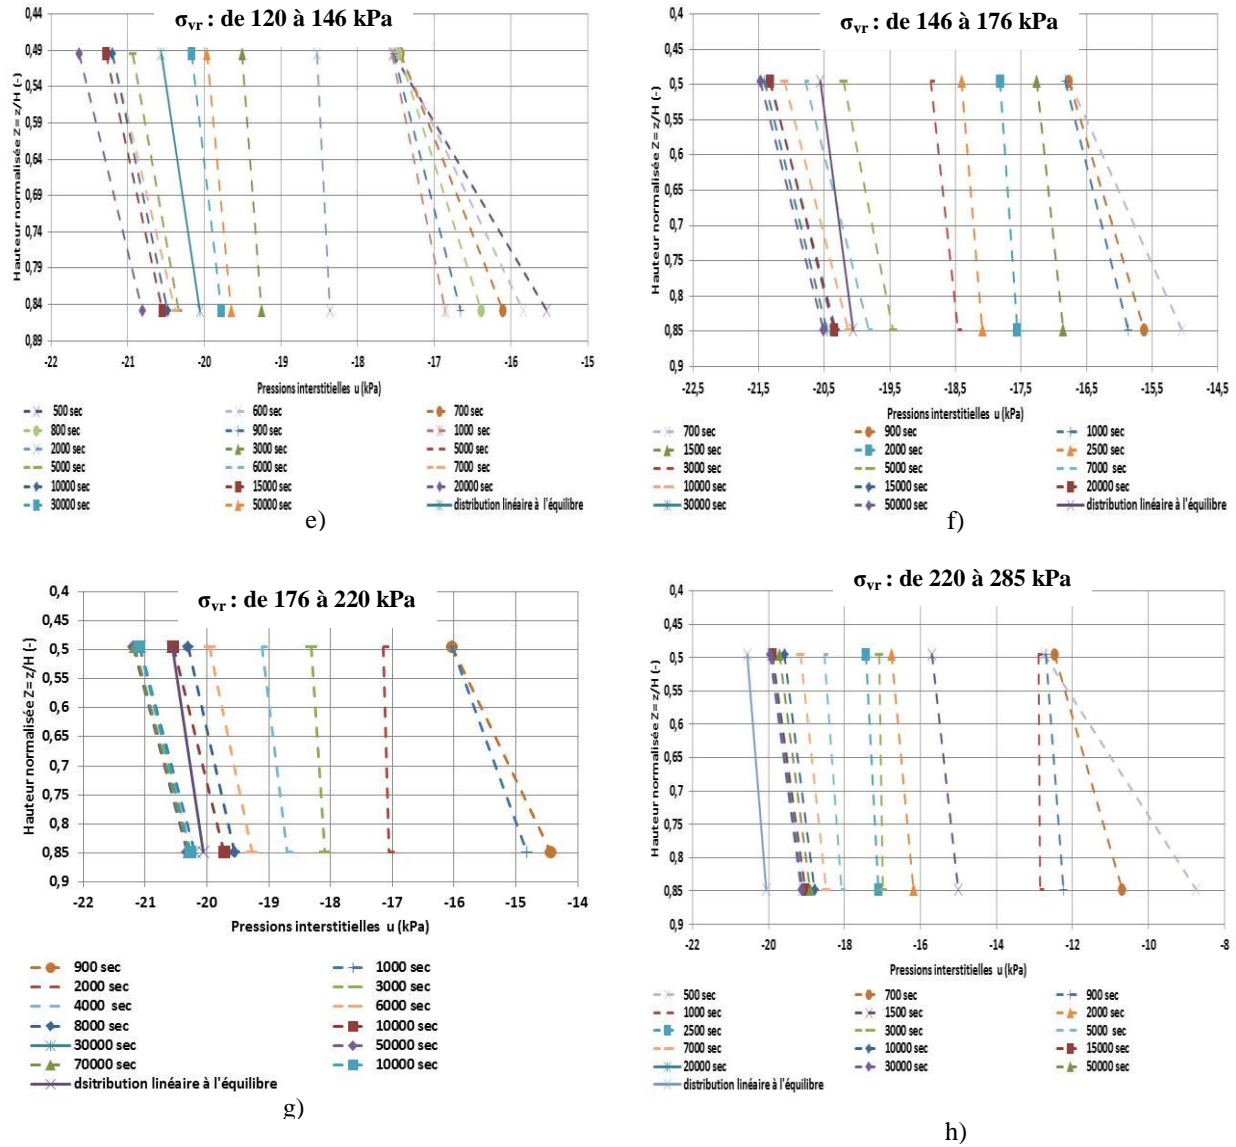 σvr : de 120 à 146 kPa
0,44
0,49
0,54
0,59
0,64
0,69
0,74
0,79
0,84
0,89
Hauteur normalisée Z= z/H (-)
-22 -21 -20 -19 -18 -17 -16 -15
Pressions interstitielles u (kPa)
500 sec 600 sec 700 sec
800 sec 900 sec 1000 sec
2000 sec 3000 sec 5000 sec
5000 sec 6000 sec 7000 sec
10000 sec 15000 sec 20000 sec
30000 sec 50000 sec distribution linéaire à l'équilibre
e)
σvr : de 146 à 176 kPa
0,4
0,45
0,5
0,55
0,6
0,65
0,7
0,75
0,8
0,85
0,9
Hauteur normalisée Z= z/H (-)
-22,5 -21,5 -20,5 -19,5 -18,5 -17,5 -16,5 -15,5 -14,5
Pressions interstitielles u (kPa)
700 sec 900 sec 1000 sec
1500 sec 2000 sec 2500 sec
3000 sec 5000 sec 7000 sec
10000 sec 15000 sec 20000 sec
30000 sec 50000 sec distribution linéaire à l'équilibre
f)
σvr : de 176 à 220 kPa
0,4
0,45
0,5
0,55
0,6
0,65
0,7
0,75
0,8
0,85
0,9
Hauteur normalisée Z= z/H (-)
-22 -21 -20 -19 -18 -17 -16 -15 -14
Pressions interstitielles u (kPa)
900 sec 1000 sec
2000 sec 3000 sec
4000 sec 6000 sec
8000 sec 10000 sec
30000 sec 50000 sec
70000 sec 10000 sec
dsitribution linéaire à l'équilibre
g)
σvr : de 220 à 285 kPa
0,4
0,45
0,5
0,55
0,6
0,65
0,7
0,75
0,8
0,85
0,9
Hauteur normalisée Z= z/H (-)
-22 -20 -18 -16 -14 -12 -10 -8
Pressions interstitielles u (kPa)
500 sec 700 sec 900 sec
1000 sec 1500 sec 2000 sec
2500 sec 3000 sec 5000 sec
7000 sec 10000 sec 15000 sec
20000 sec 30000 sec 50000 sec
distribution linéaire à l'équilibre
h)